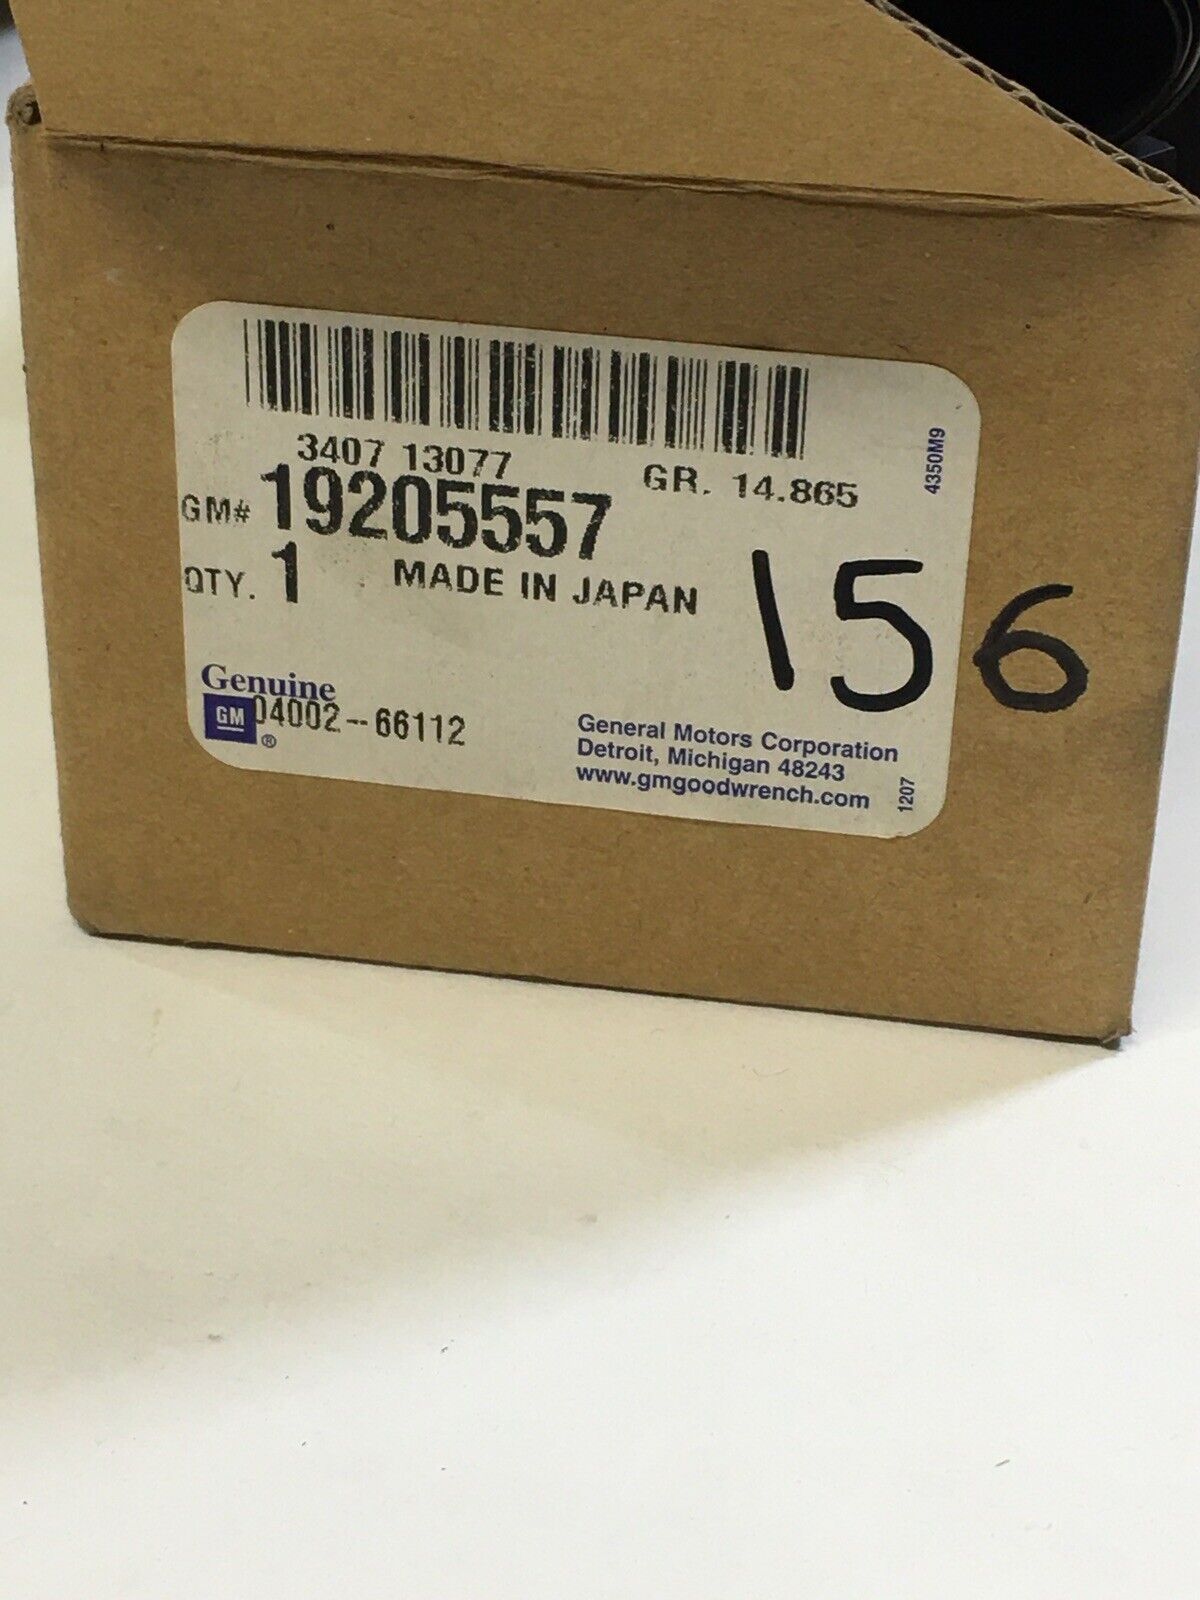 3407 13077
GR. 14.865
4350M9
GM# 19205557
QTY. 1 MADE IN JAPAN
156
Genuine
GM 04002--66112
®
General Motors Corporation
Detroit, Michigan 48243
www.gmgoodwrench.com
1207